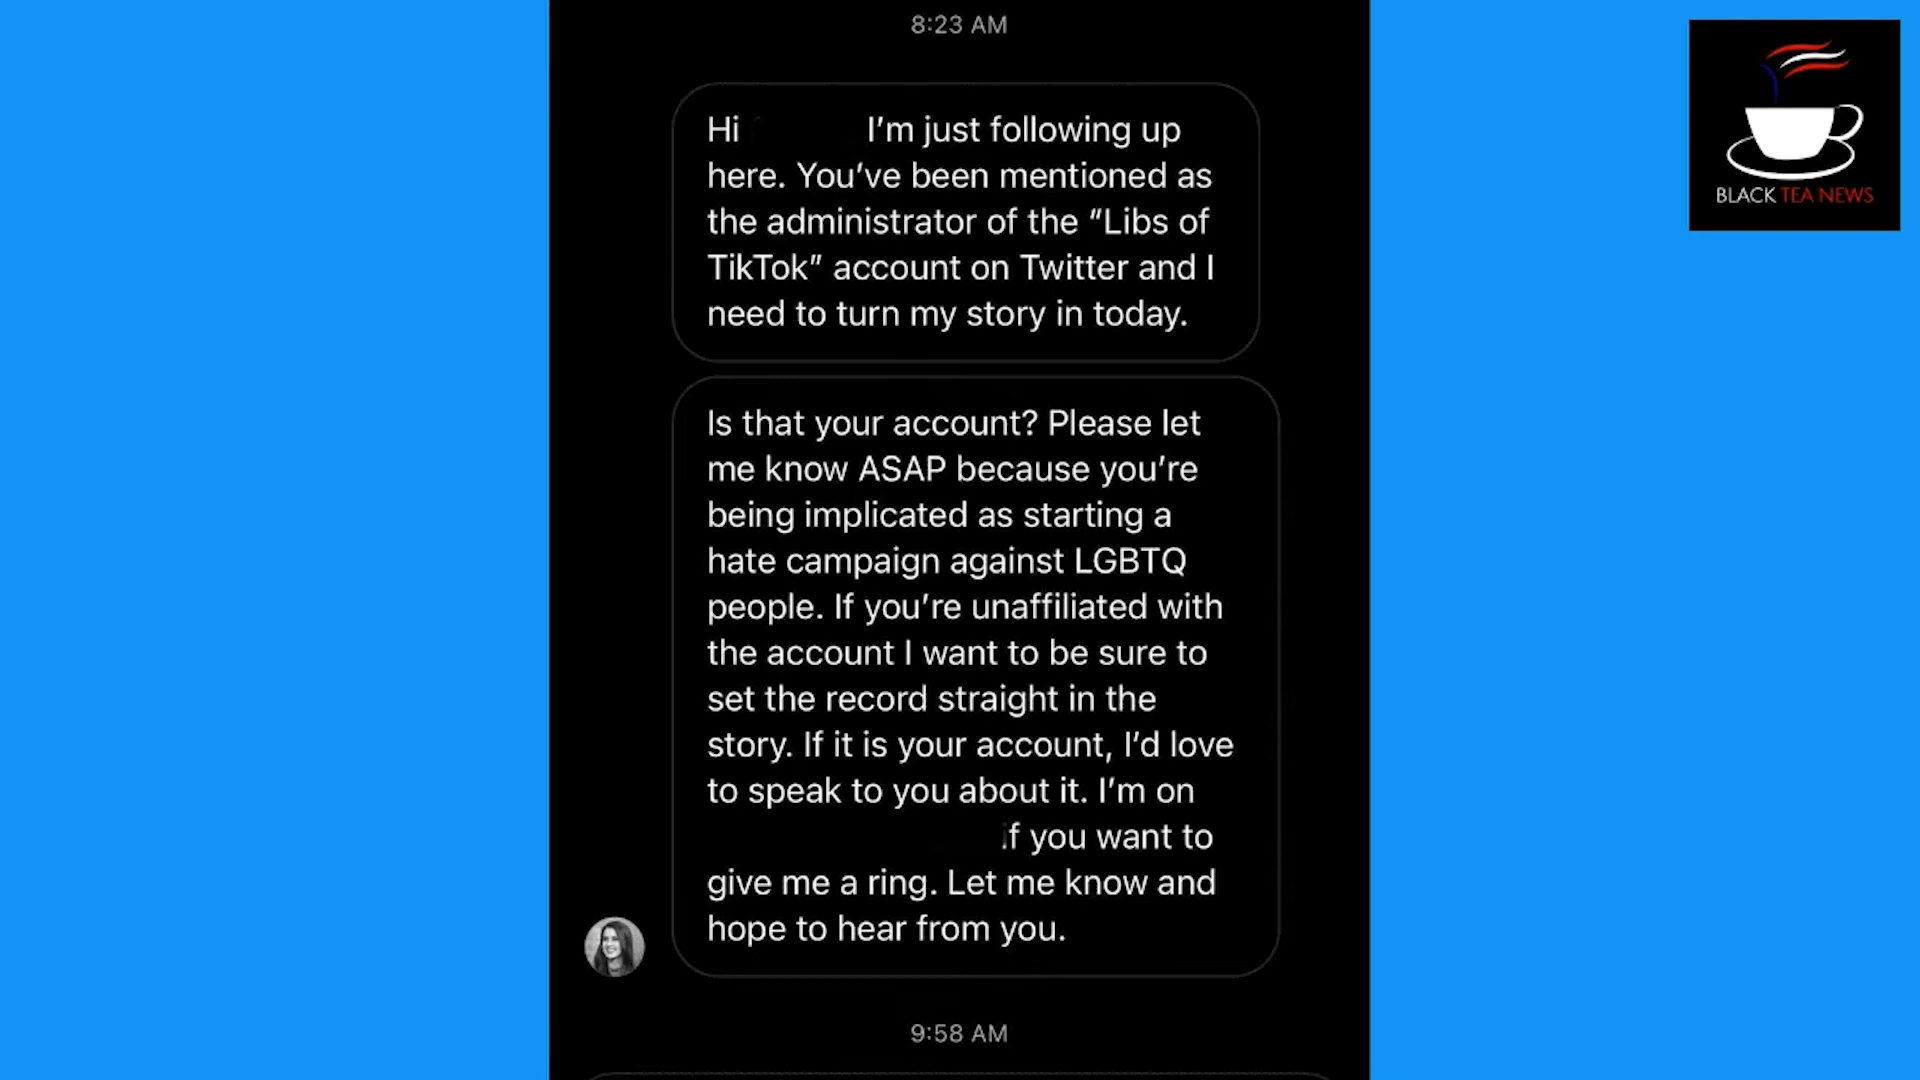 8:23 AM
Hi I’m just following up
here. You’ve been mentioned as
the administrator of the “Libs of
TikTok” account on Twitter and I
need to turn my story in today.
Is that your account? Please let
me know ASAP because you’re
being implicated as starting a
hate campaign against LGBTQ
people. If you’re unaffiliated with
the account I want to be sure to
set the record straight in the
story. If it is your account, I’d love
to speak to you about it. I’m on
if you want to
give me a ring. Let me know and
hope to hear from you.
9:58 AM
BLACK TEA NEWS